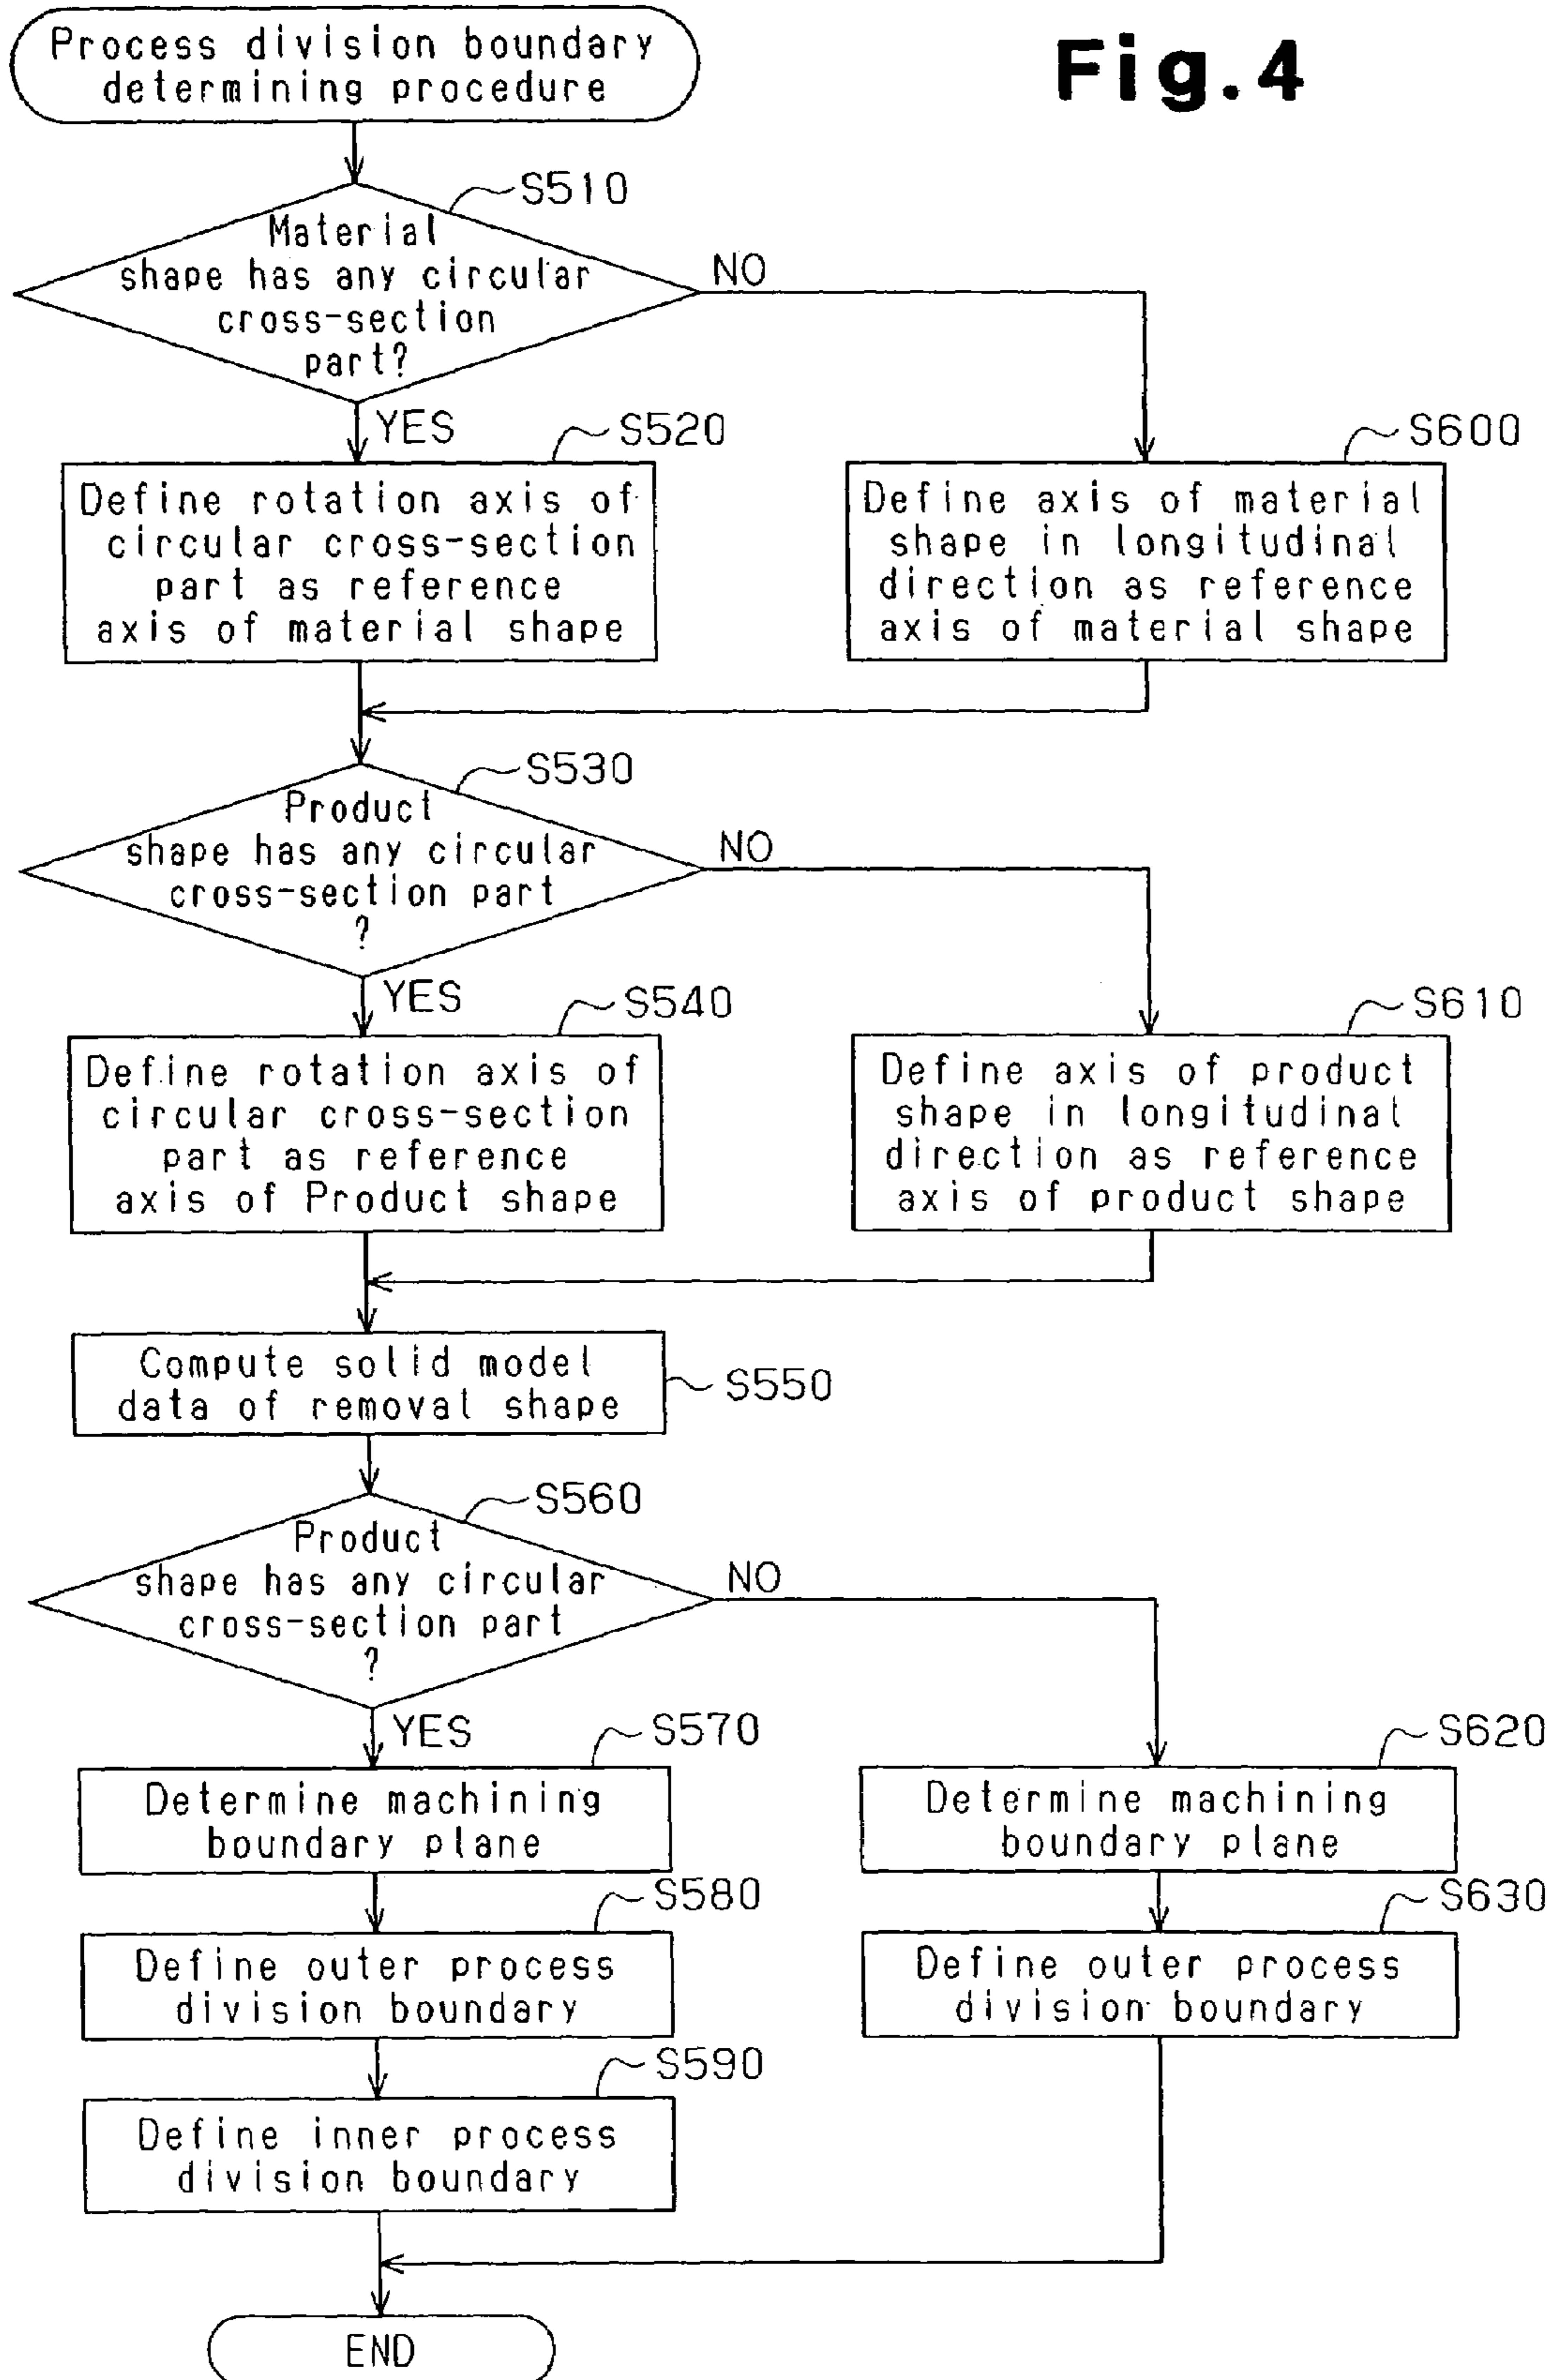 Process division boundary
determining procedure
Fig.4
S510
Material
shape has any circular
cross-section
part?
NO
YES
S520
S600
Define rotation axis of
circular cross-section
part as reference
axis of material shape
Define axis of material
shape in longitudinal
direction as reference
axis of material shape
S530
Product
shape has any circular
cross-section part
?
NO
YES
S540
S610
Define rotation axis of
circular cross-section
part as reference
axis of Product shape
Define axis of product
shape in longitudinal
direction as reference
axis of product shape
Compute solid model
data of removal shape
S550
S560
Product
shape has any circular
cross-section part
?
NO
YES
S570
S620
Determine machining
boundary plane
Determine machining
boundary plane
S580
S630
Define outer process
division boundary
Define outer process
division boundary
S590
Define inner process
division boundary
END